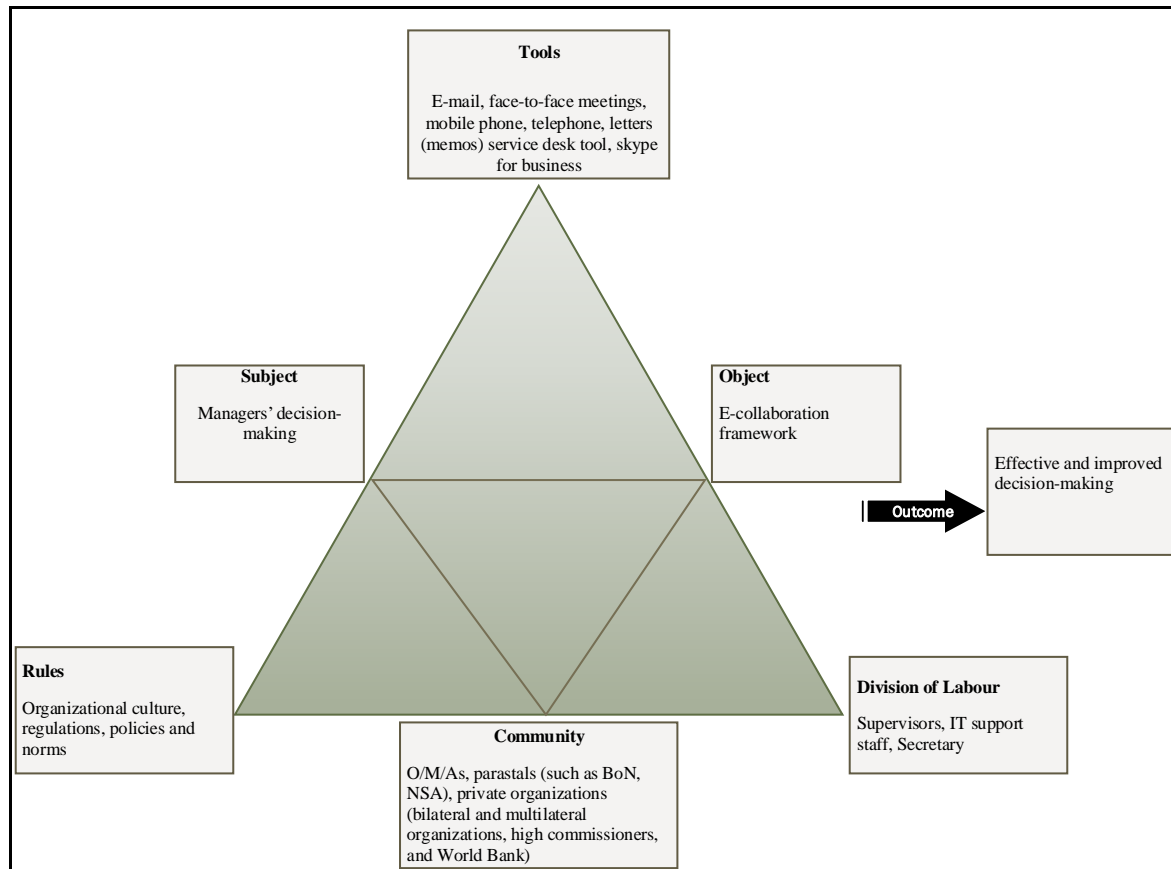 Tools
E-mail, face-to-face meetings,
mobile phone, telephone, letters
(memos) service desk tool, skype
for business
Subject
Managers’ decision-
making
Object
E-collaboration
framework
Effective and improved
decision-making
Outcome
Rules
Organizational culture,
regulations, policies and
norms
Community
O/M/As, parastals (such as BoN,
NSA), private organizations
(bilateral and multilateral
organizations, high commissioners,
and World Bank)
Division of Labour
Supervisors, IT support
staff, Secretary